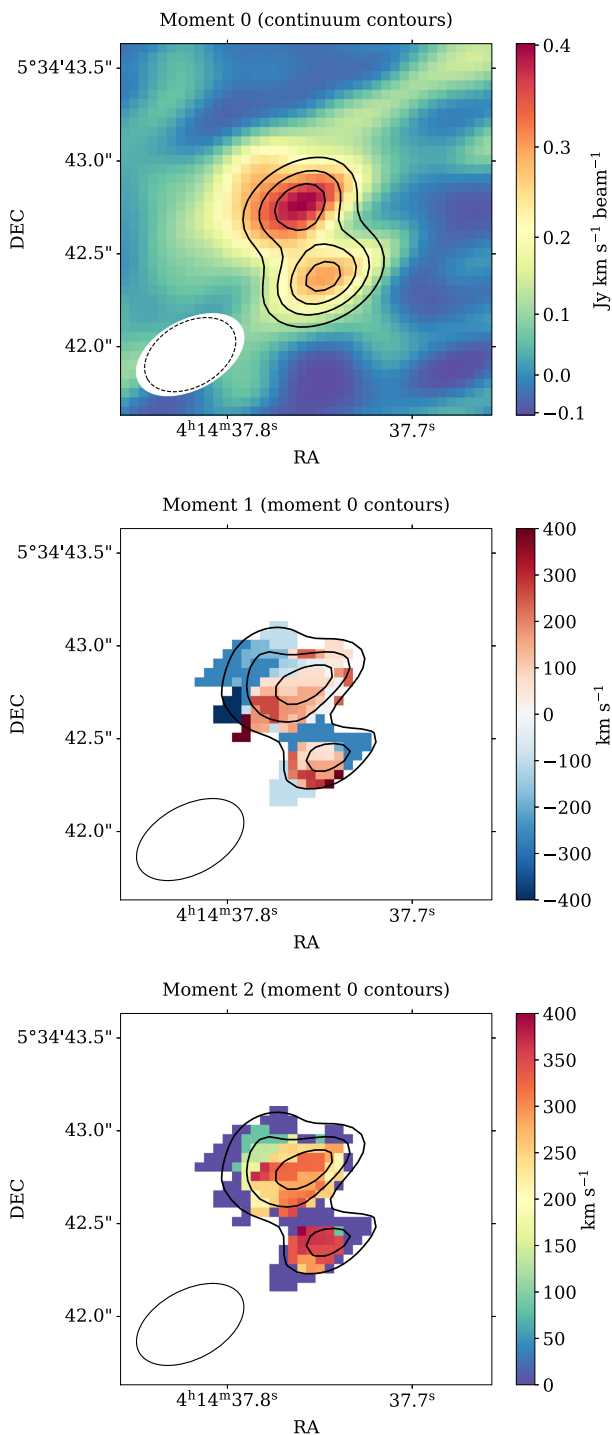 Moment 0 (continuum contours)
5°34'43.5"
43.0"
42.5"
42.0"
DEC
4ʰ14ᵐ37.8ˢ
37.7ˢ
RA
0.4
0.3
0.2
0.1
0.0
−0.1
Jy km s⁻¹ beam⁻¹
Moment 1 (moment 0 contours)
5°34'43.5"
43.0"
42.5"
42.0"
DEC
4ʰ14ᵐ37.8ˢ
37.7ˢ
RA
400
300
200
100
0
−100
−200
−300
−400
km s⁻¹
Moment 2 (moment 0 contours)
5°34'43.5"
43.0"
42.5"
42.0"
DEC
4ʰ14ᵐ37.8ˢ
37.7ˢ
RA
400
350
300
250
200
150
100
50
0
km s⁻¹